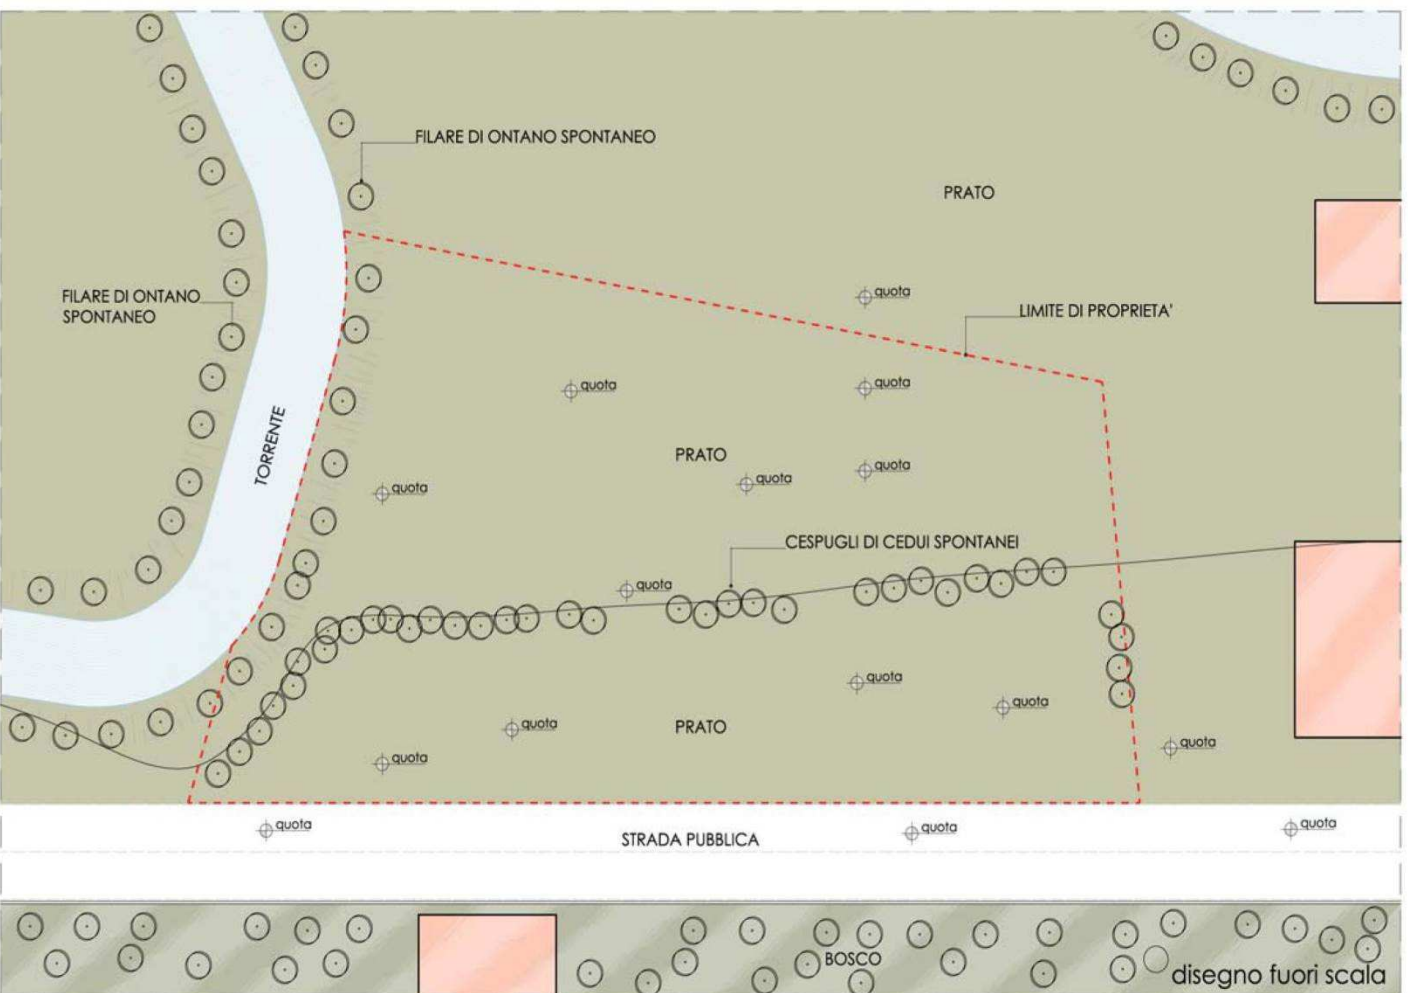 FILARE DI ONTANO SPONTANEO
PRATO
FILARE DI ONTANO
SPONTANEO
quota
LIMITE DI PROPRIETA'
quota
quota
TORRENTE
PRATO
quota
quota
quota
CESPUGLI DI CEDUI SPONTANEI
quota
quota
quota
PRATO
quota
quota
quota
quota
STRADA PUBBLICA
quota
quota
BOSCO
disegno fuori scala